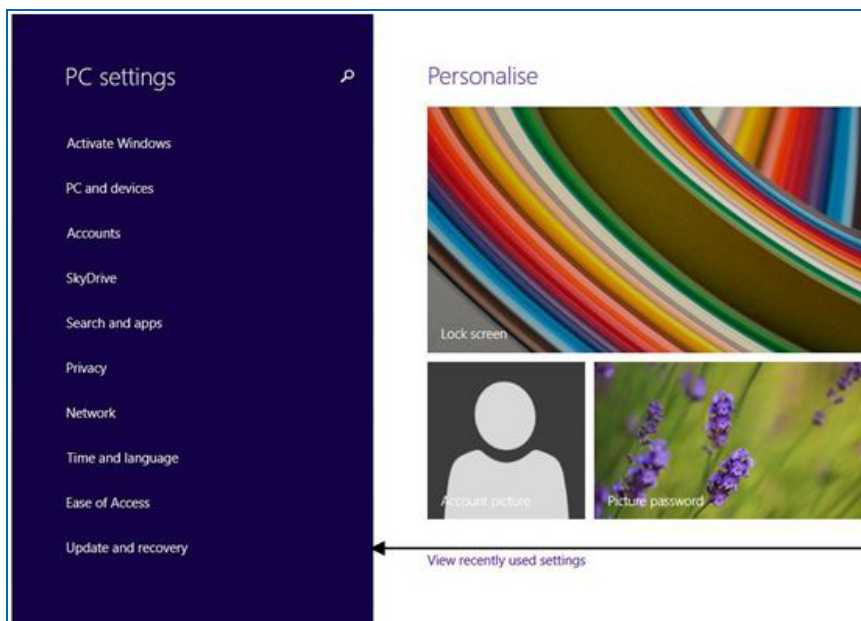 PC settings
Activate Windows
PC and devices
Accounts
SkyDrive
Search and apps
Privacy
Network
Time and language
Ease of Access
Update and recovery
Personalise
Lock screen
Account picture
Picture password
View recently used settings